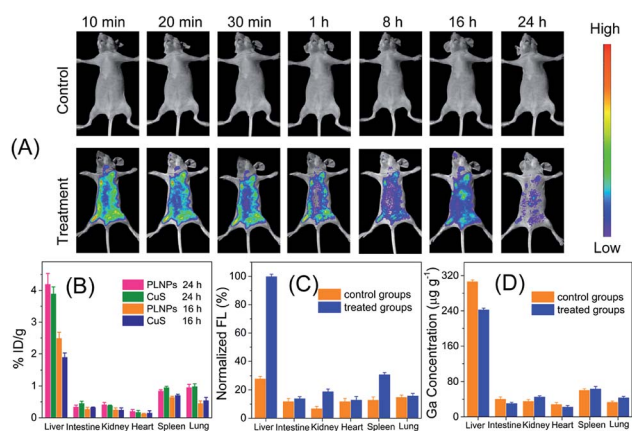 10 min 20 min 30 min 1 h 8 h 16 h 24 h
High
Control
(A)
Treatment
Low
(B)
PLNPs 24 h
CuS 24 h
PLNPs 16 h
CuS 16 h
% ID/g
4
3
2
1
0
Liver Intestine Kidney Heart Spleen Lung
(C)
control groups
treated groups
Normalized FL (%)
100
80
60
40
20
0
Liver Intestine Kidney Heart Spleen Lung
(D)
control groups
treated groups
Ga Concentration (µg g⁻¹)
320
240
160
80
0
Liver Intestine Kidney Heart Spleen Lung